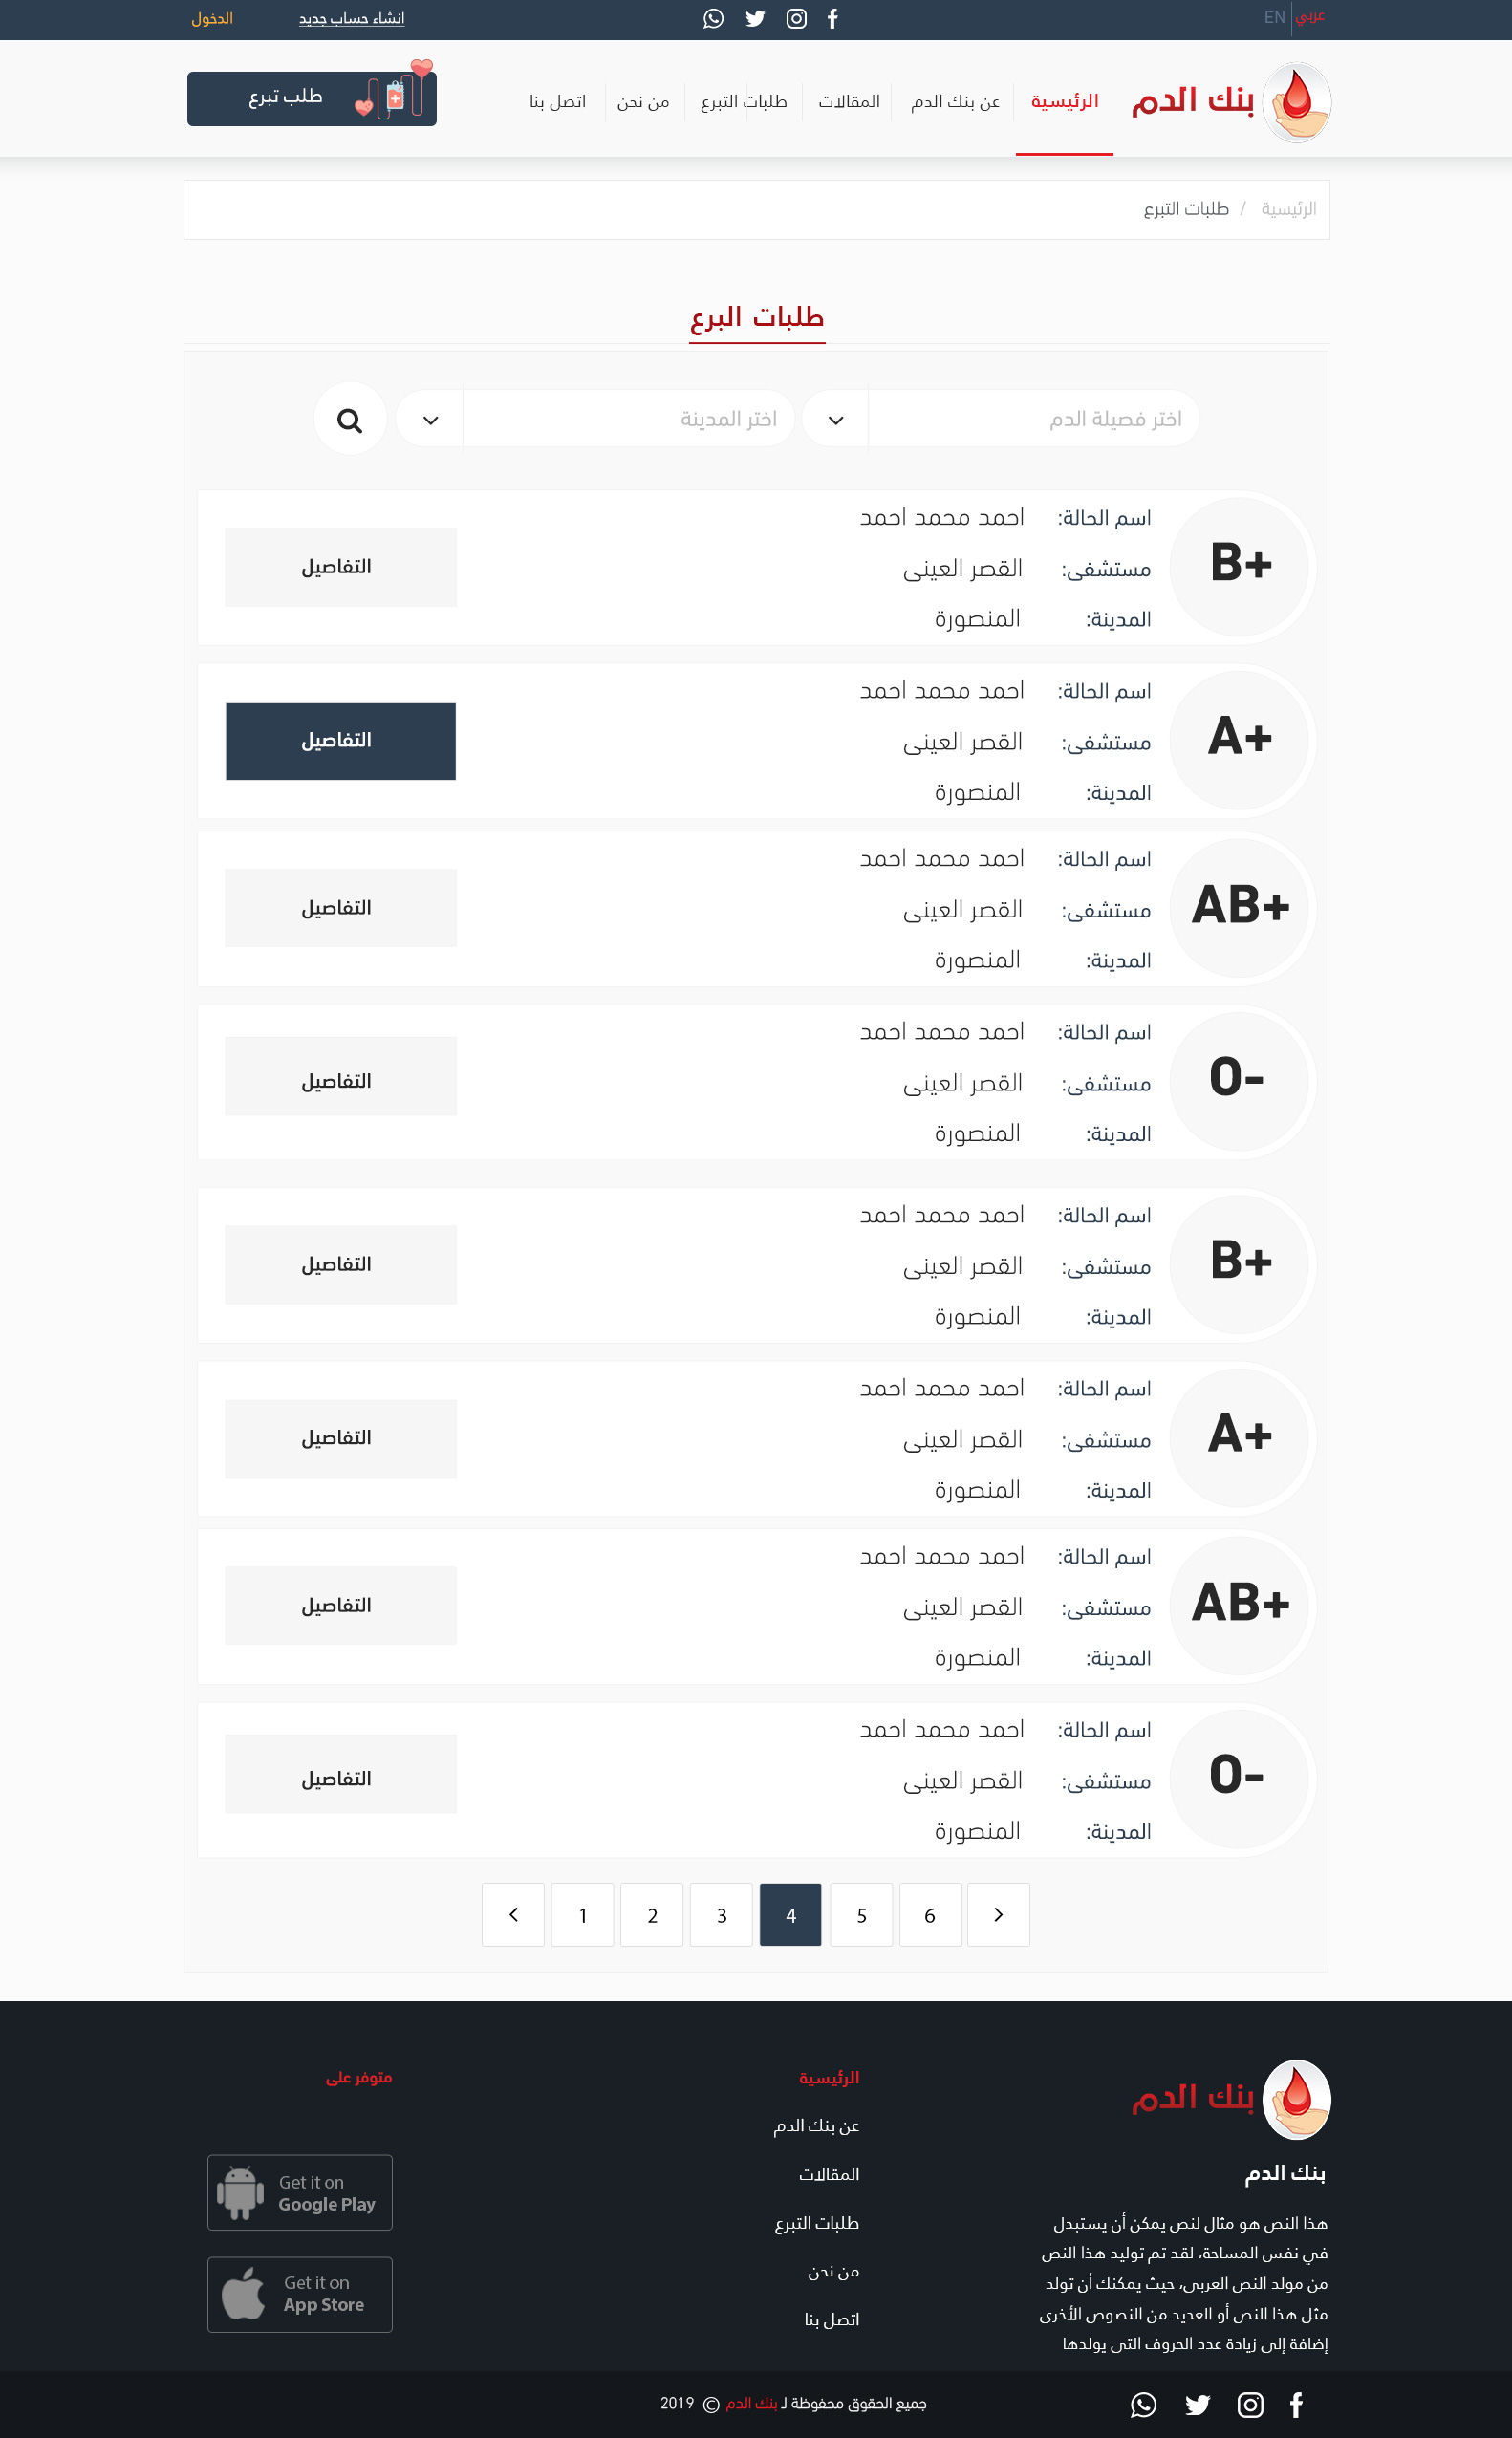 عربي
EN
انشاء حساب جديد
الدخول
بنك الدم
الرئيسية
عن بنك الدم
المقالات
طلبات التبرع
من نحن
اتصل بنا
طلب تبرع
الرئيسية / طلبات التبرع
طلبات البرع
اختر فصيلة الدم
اختر المدينة
B+
اسم الحالة: احمد محمد احمد
مستشفى: القصر العينى
المدينة: المنصورة
التفاصيل
A+
اسم الحالة: احمد محمد احمد
مستشفى: القصر العينى
المدينة: المنصورة
التفاصيل
AB+
اسم الحالة: احمد محمد احمد
مستشفى: القصر العينى
المدينة: المنصورة
التفاصيل
O-
اسم الحالة: احمد محمد احمد
مستشفى: القصر العينى
المدينة: المنصورة
التفاصيل
B+
اسم الحالة: احمد محمد احمد
مستشفى: القصر العينى
المدينة: المنصورة
التفاصيل
A+
اسم الحالة: احمد محمد احمد
مستشفى: القصر العينى
المدينة: المنصورة
التفاصيل
AB+
اسم الحالة: احمد محمد احمد
مستشفى: القصر العينى
المدينة: المنصورة
التفاصيل
O-
اسم الحالة: احمد محمد احمد
مستشفى: القصر العينى
المدينة: المنصورة
التفاصيل
1 2 3 4 5 6
بنك الدم
بنك الدم
هذا النص هو مثال لنص يمكن أن يستبدل
في نفس المساحة، لقد تم توليد هذا النص
من مولد النص العربى، حيث يمكنك أن تولد
مثل هذا النص أو العديد من النصوص الأخرى
إضافة إلى زيادة عدد الحروف التى يولدها
الرئيسية
عن بنك الدم
المقالات
طلبات التبرع
من نحن
اتصل بنا
متوفر على
Get it on
Google Play
Get it on
App Store
جميع الحقوق محفوظة لـ بنك الدم © 2019